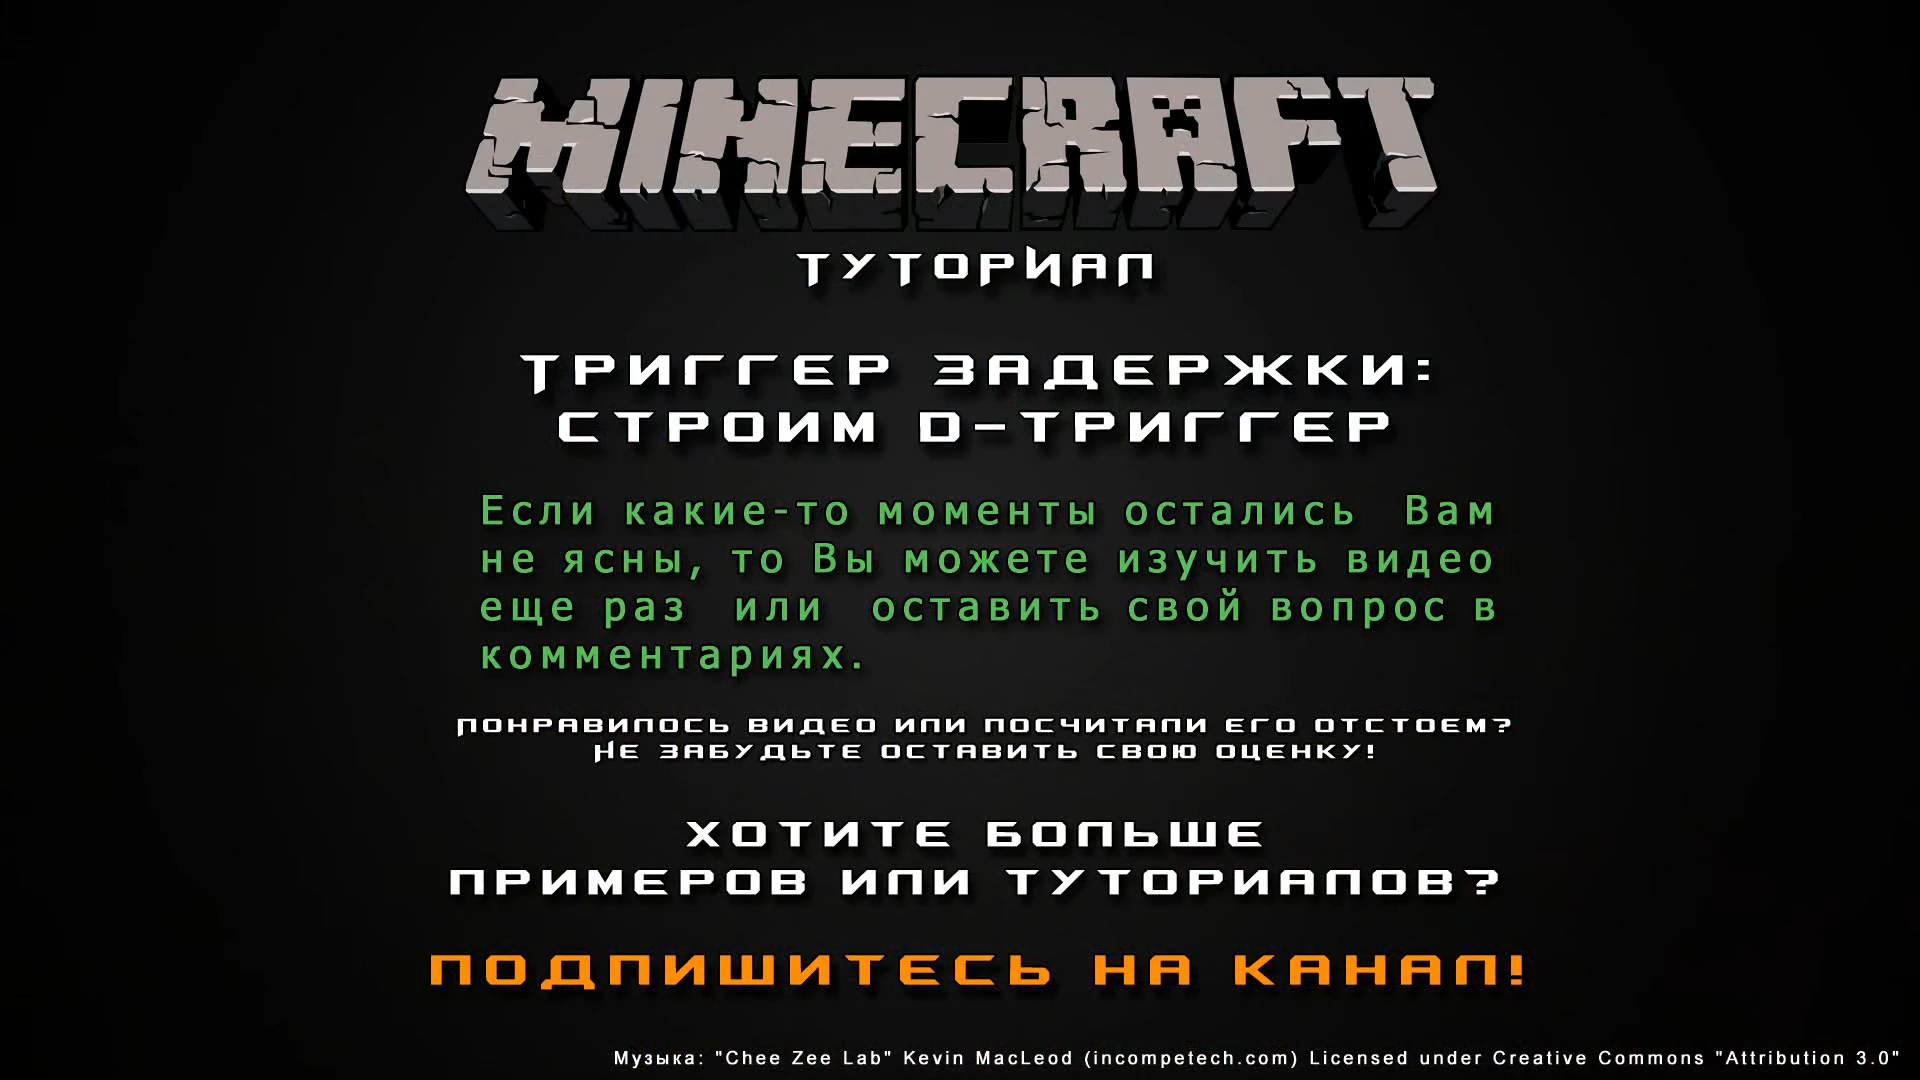 MINECRAFT
ТУТОРИАЛ
ТРИГГЕР ЗАДЕРЖКИ:
СТРОИМ D-ТРИГГЕР
Если какие-то моменты остались Вам
не ясны, то Вы можете изучить видео
еще раз или оставить свой вопрос в
комментариях.
ПОНРАВИЛОСЬ ВИДЕО ИЛИ ПОСЧИТАЛИ ЕГО ОТСТОЕМ?
НЕ ЗАБУДЬТЕ ОСТАВИТЬ СВОЮ ОЦЕНКУ!
ХОТИТЕ БОЛЬШЕ
ПРИМЕРОВ ИЛИ ТУТОРИАЛОВ?
ПОДПИШИТЕСЬ НА КАНАЛ!
Музыка: "Chee Zee Lab" Kevin MacLeod (incompetech.com) Licensed under Creative Commons "Attribution 3.0"